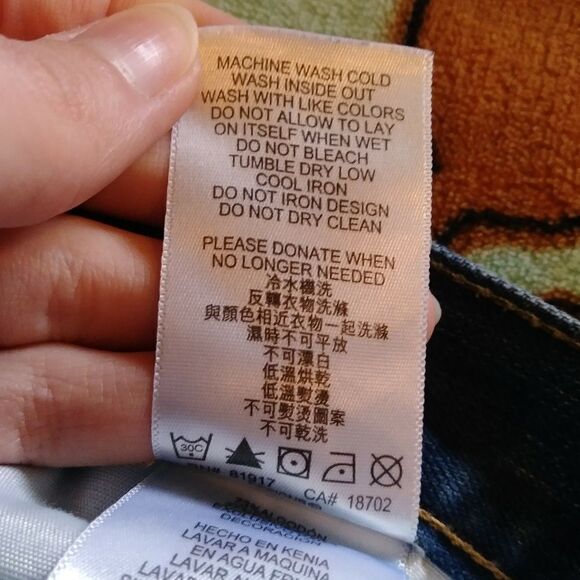 MACHINE WASH COLD
WASH INSIDE OUT
WASH WITH LIKE COLORS
DO NOT ALLOW TO LAY
ON ITSELF WHEN WET
DO NOT BLEACH
TUMBLE DRY LOW
COOL IRON
DO NOT IRON DESIGN
DO NOT DRY CLEAN
PLEASE DONATE WHEN
NO LONGER NEEDED
冷水機洗
反轉衣物洗滌
與顏色相近衣物一起洗滌
濕時不可平放
不可漂白
低溫烘乾
低溫熨燙
不可熨燙圖案
不可乾洗
30C
RN# 61917 CA# 18702
ALGODÓN
DECORACIÓN
HECHO EN KENIA
LAVAR A MAQUINA
EN AGUA
LAVAR